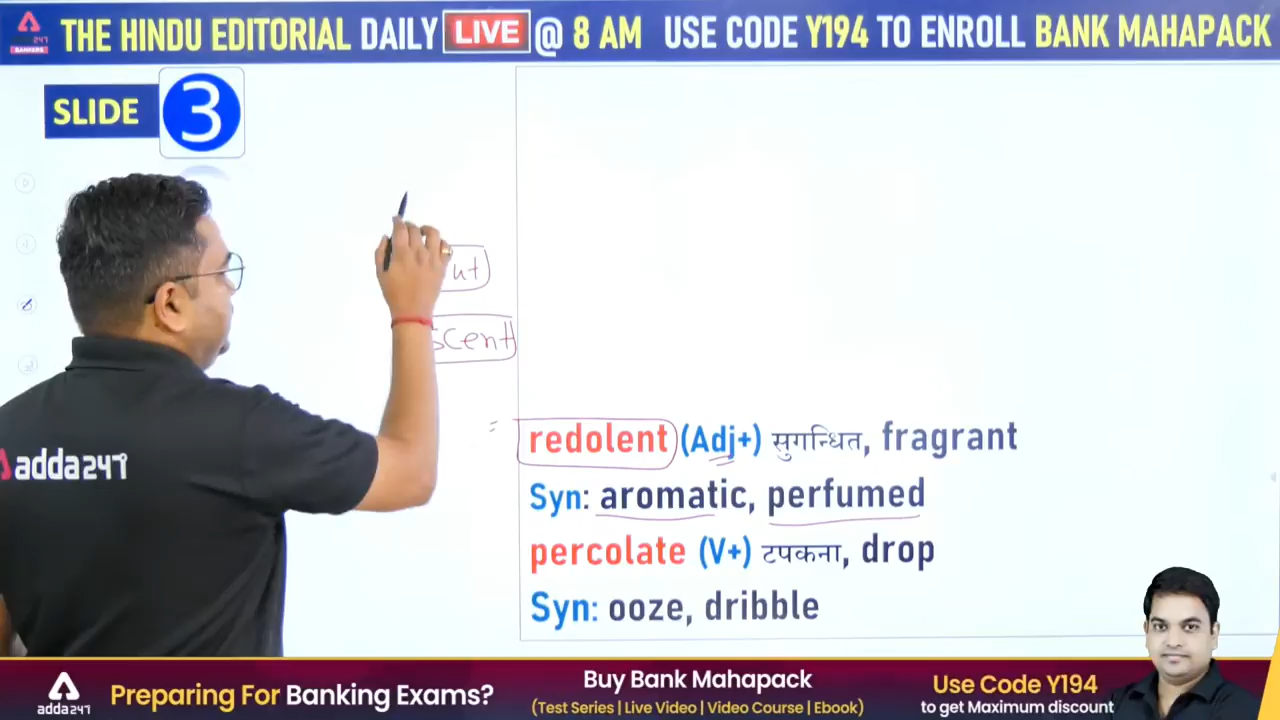 THE HINDU EDITORIAL DAILY LIVE @ 8 AM USE CODE Y194 TO ENROLL BANK MAHAPACK
SLIDE 3
scent
redolent (Adj+) सुगन्धित, fragrant
Syn: aromatic, perfumed
percolate (V+) टपकना, drop
Syn: ooze, dribble
adda247
adda247
Preparing For Banking Exams?
Buy Bank Mahapack
(Test Series | Live Video | Video Course | Ebook)
Use Code Y194
to get Maximum discount